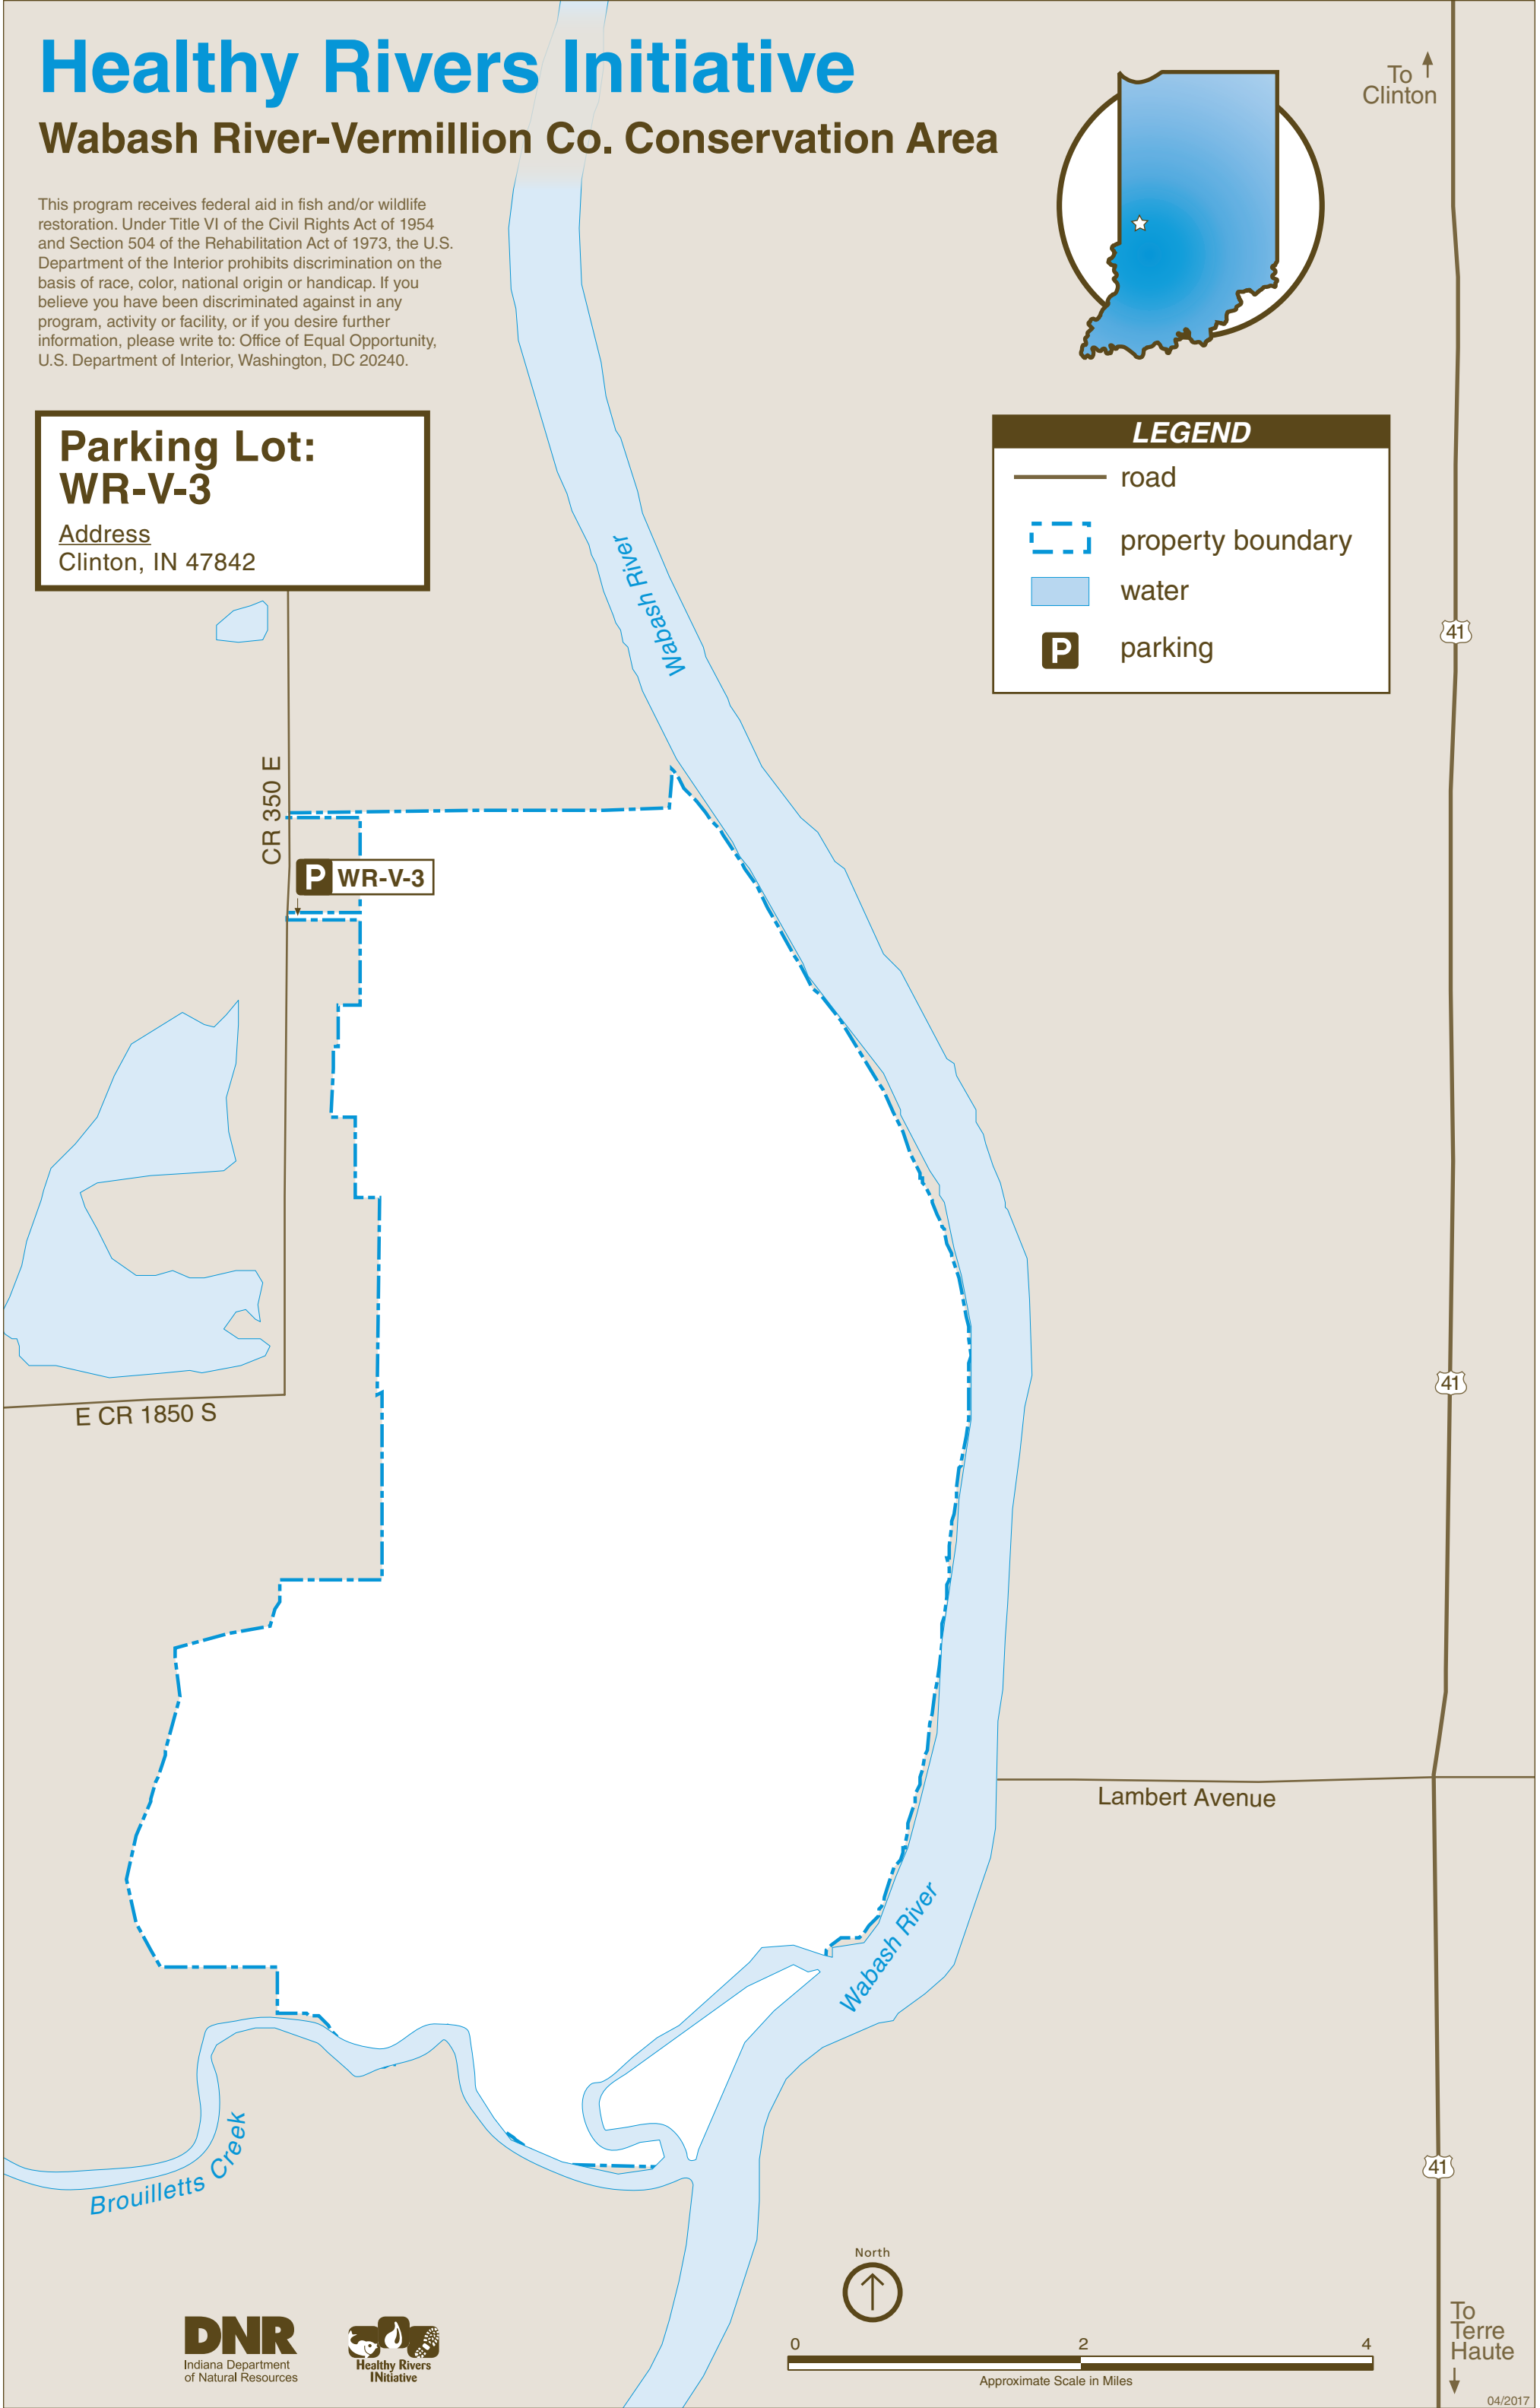 Healthy Rivers Initiative
Wabash River-Vermillion Co. Conservation Area
This program receives federal aid in fish and/or wildlife
restoration. Under Title VI of the Civil Rights Act of 1954
and Section 504 of the Rehabilitation Act of 1973, the U.S.
Department of the Interior prohibits discrimination on the
basis of race, color, national origin or handicap. If you
believe you have been discriminated against in any
program, activity or facility, or if you desire further
information, please write to: Office of Equal Opportunity,
U.S. Department of Interior, Washington, DC 20240.
To
Clinton
Parking Lot:
WR-V-3
Address
Clinton, IN 47842
LEGEND
road
property boundary
water
P parking
41
Wabash River
CR 350 E
P WR-V-3
41
E CR 1850 S
Lambert Avenue
Wabash River
Brouilletts Creek
41
North
0 2 4
Approximate Scale in Miles
To
Terre
Haute
DNR
Indiana Department
of Natural Resources
Healthy Rivers
INitiative
04/2017